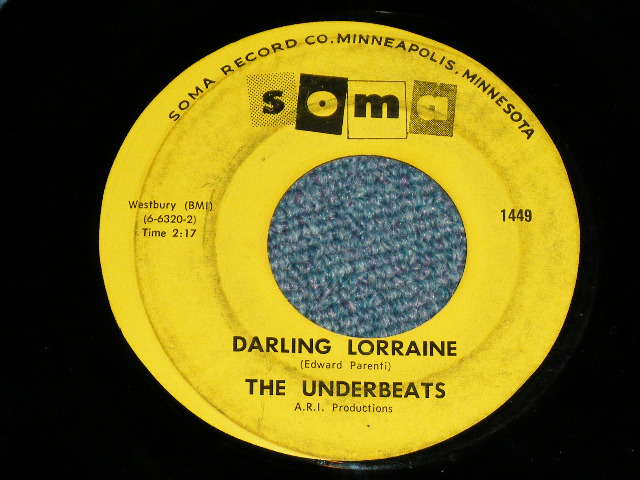 SOMA RECORD CO. MINNEAPOLIS, MINNESOTA
soma
Westbury (BMI)
(6-6320-2)
Time 2:17
1449
DARLING LORRAINE
(Edward Parenti)
THE UNDERBEATS
A.R.I. Productions